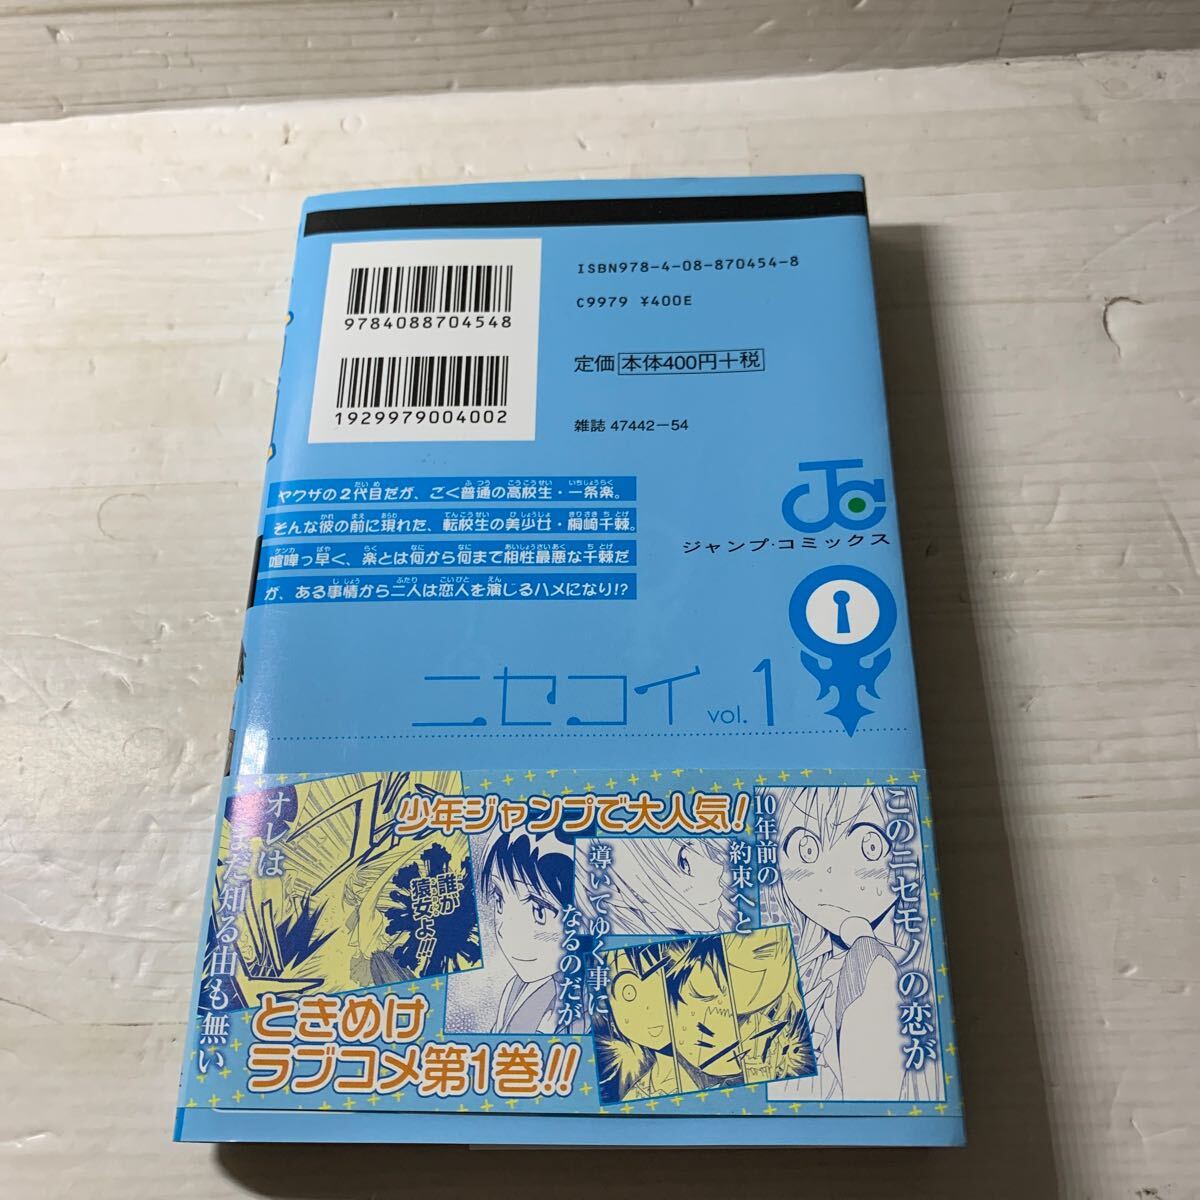 ISBN978-4-08-870454-8
C9979 ¥400E
9784088704548
定価 本体400円+税
1929979004002
雑誌 47442-54
ヤクザの2代目だが、ごく普通の高校生・一条楽。
そんな彼の前に現れた、転校生の美少女・桐崎千棘。
喧嘩っ早く、楽とは何から何まで相性最悪な千棘だ
が、ある事情から二人は恋人を演じるハメになり!?
ジャンプ・コミックス
ニセコイ vol. 1
少年ジャンプで大人気!
このニセモノの恋が
10年前の
約束へと
導いてゆく事に
なるのだが
オレは
まだ知る由も無い
誰が
猿女よ!!!
ときめけ
ラブコメ第1巻!!